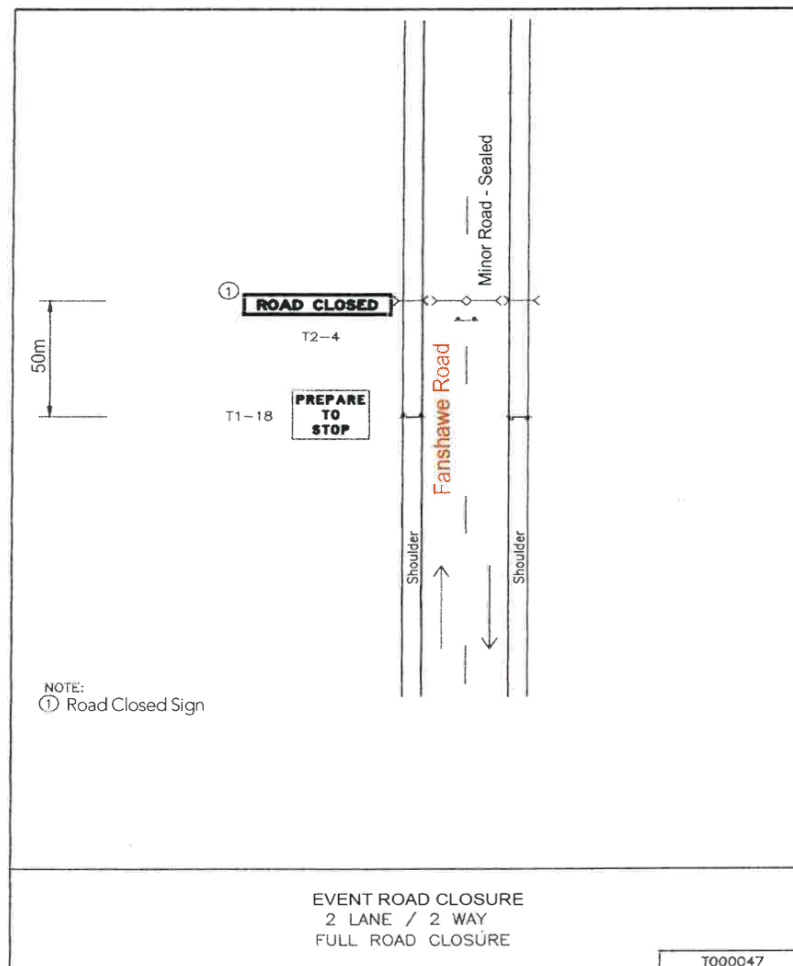 Minor Road - Sealed
①
ROAD CLOSED
T2-4
50m
T1-18
PREPARE
TO
STOP
Fanshawe Road
Shoulder
Shoulder
NOTE:
① Road Closed Sign
EVENT ROAD CLOSURE
2 LANE / 2 WAY
FULL ROAD CLOSURE
T000047